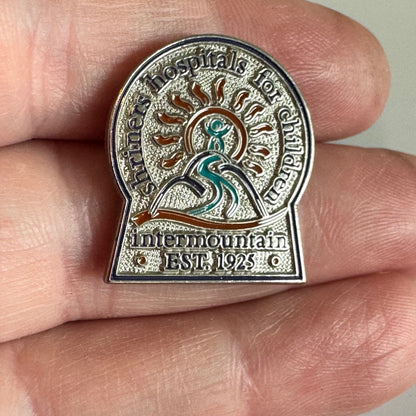 shriners hospitals for children
intermountain
EST. 1925